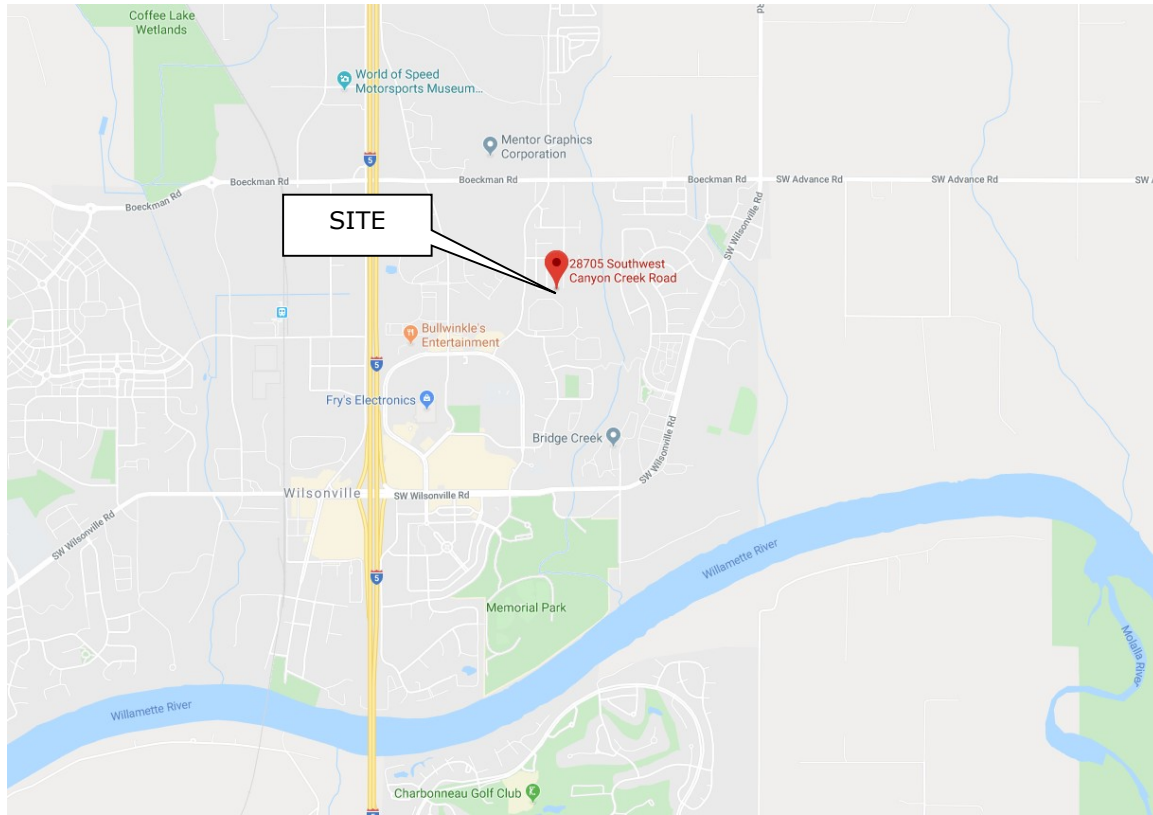 Coffee Lake
Wetlands
World of Speed
Motorsports Museum...
Mentor Graphics
Corporation
5
Boeckman Rd
Boeckman Rd
Boeckman Rd
SW Advance Rd
SW Advance Rd
Boeckman Rd
SITE
SW Wilsonville Rd
28705 Southwest
Canyon Creek Road
Bullwinkle's
Entertainment
5
Fry's Electronics
Bridge Creek
SW Wilsonville Rd
Wilsonville
SW Wilsonville Rd
SW Wilsonville Rd
Willamette River
5
Memorial Park
Molalla River
Willamette River
Charbonneau Golf Club